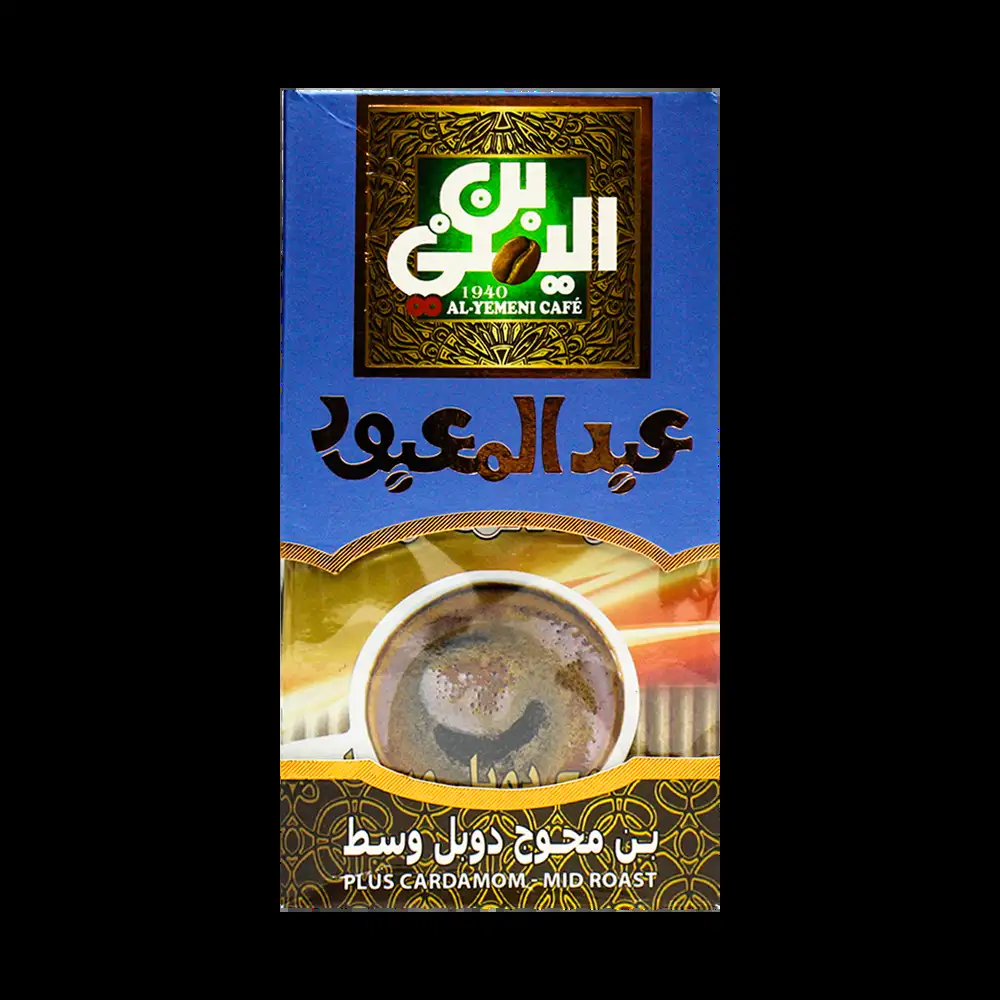 بن
اليمني
1940
AL-YEMENI CAFÉ
عبد المعبود
بن محوج دوبل وسط
PLUS CARDAMOM - MID ROAST